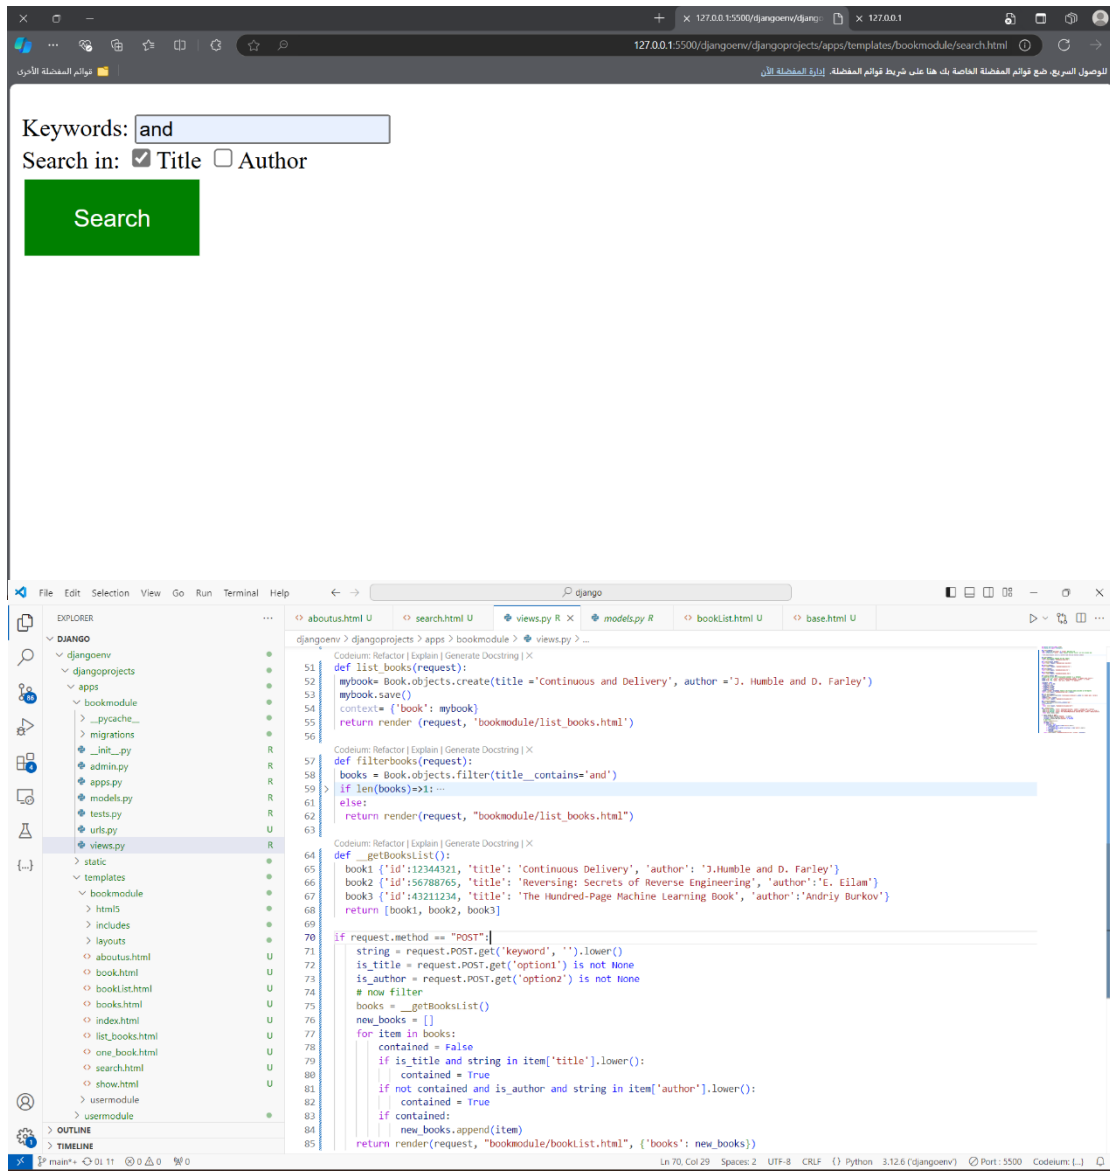 127.0.0.1:5500/djangoenv/django
127.0.0.1
127.0.0.1:5500/djangoenv/djangoprojects/apps/templates/bookmodule/search.html
للوصول السريع، ضع قوائم المفضلة الخاصة بك هنا على شريط قوائم المفضلة. إدارة المفضلة الآن
قوائم المفضلة الأخرى
Keywords: and
Search in: Title Author
Search
File Edit Selection View Go Run Terminal Help
django
EXPLORER
DJANGO
djangoenv
djangoprojects
apps
bookmodule
__pycache__
migrations
__init__.py R
admin.py R
apps.py R
models.py R
tests.py R
urls.py U
views.py R
static
templates
bookmodule
html5
includes
layouts
aboutus.html U
book.html U
bookList.html U
books.html U
index.html U
list_books.html U
one_book.html U
search.html U
show.html U
usermodule
usermodule
OUTLINE
TIMELINE
86
4
1
aboutus.html U search.html U views.py R models.py R bookList.html U base.html U
djangoenv > djangoprojects > apps > bookmodule > views.py > ...
Codeium: Refactor | Explain | Generate Docstring | X
51 def list_books(request):
52 mybook= Book.objects.create(title ='Continuous and Delivery', author ='J. Humble and D. Farley')
53 mybook.save()
54 context= {'book': mybook}
55 return render (request, 'bookmodule/list_books.html')
56
Codeium: Refactor | Explain | Generate Docstring | X
57 def filterbooks(request):
58 books = Book.objects.filter(title__contains='and')
59 if len(books)=>1: ...
61 else:
62 return render(request, "bookmodule/list_books.html")
63
Codeium: Refactor | Explain | Generate Docstring | X
64 def __getBooksList():
65 book1 {'id':12344321, 'title': 'Continuous Delivery', 'author': 'J.Humble and D. Farley'}
66 book2 {'id':56788765, 'title': 'Reversing: Secrets of Reverse Engineering', 'author':'E. Eilam'}
67 book3 {'id':43211234, 'title': 'The Hundred-Page Machine Learning Book', 'author':'Andriy Burkov'}
68 return [book1, book2, book3]
69
70 if request.method == "POST":
71 string = request.POST.get('keyword', '').lower()
72 is_title = request.POST.get('option1') is not None
73 is_author = request.POST.get('option2') is not None
74 # now filter
75 books = __getBooksList()
76 new_books = []
77 for item in books:
78 contained = False
79 if is_title and string in item['title'].lower():
80 contained = True
81 if not contained and is_author and string in item['author'].lower():
82 contained = True
83 if contained:
84 new_books.append(item)
85 return render(request, "bookmodule/bookList.html", {'books': new_books})
main*+ 0↓ 1↑ 0 0 0 0 Ln 70, Col 29 Spaces: 2 UTF-8 CRLF {} Python 3.12.6 ('djangoenv') Port : 5500 Codeium: {...}